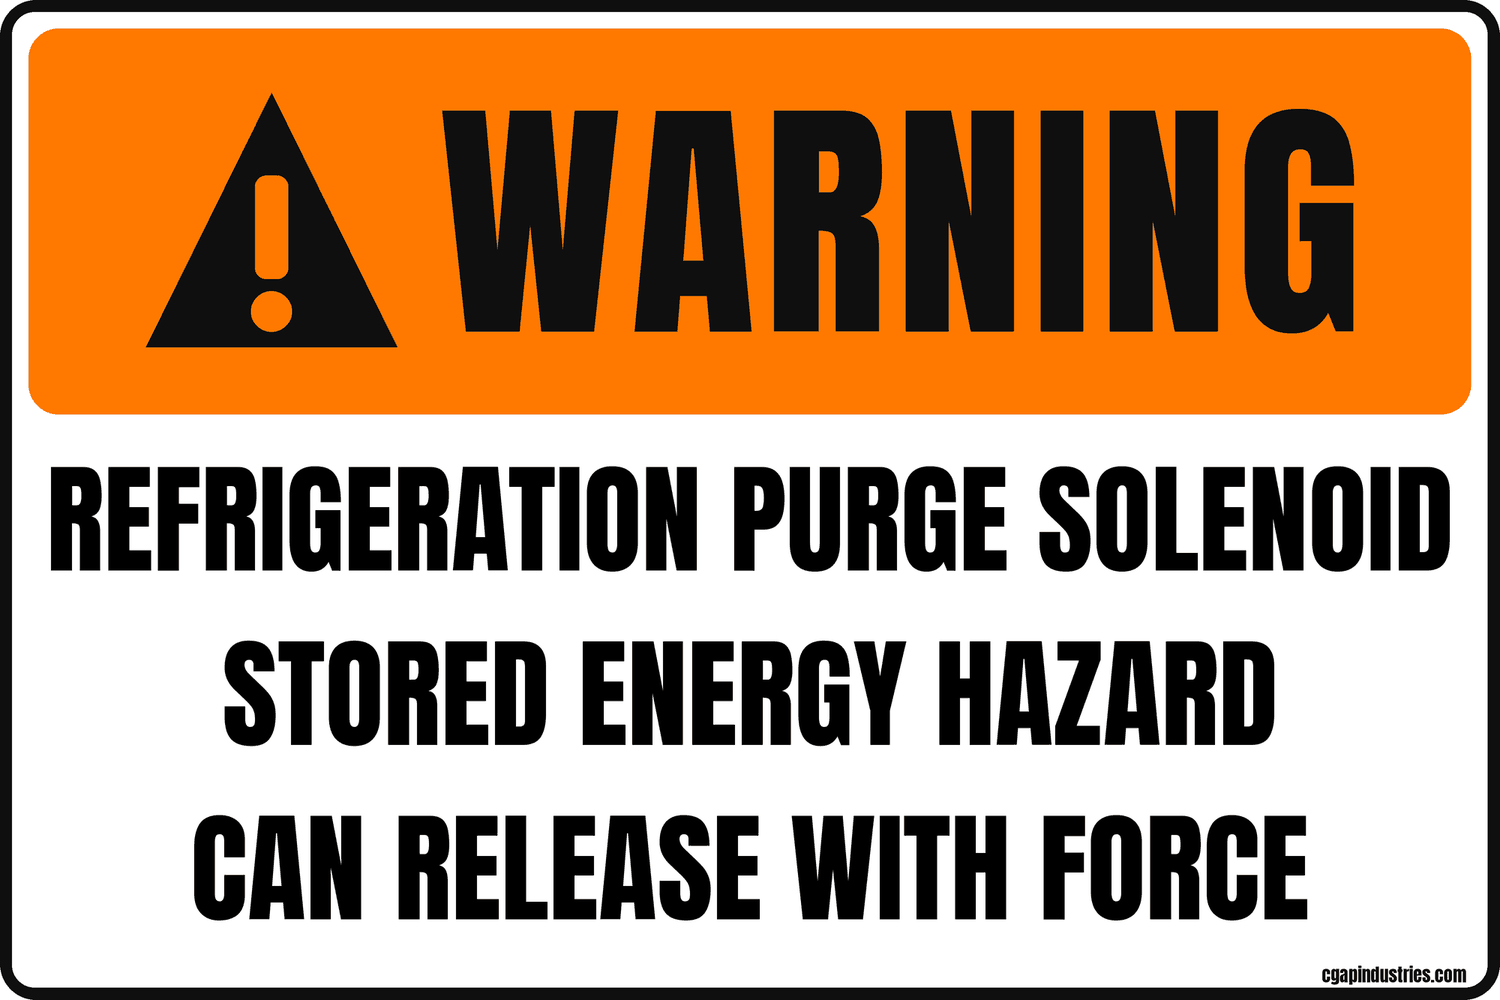 WARNING
REFRIGERATION PURGE SOLENOID
STORED ENERGY HAZARD
CAN RELEASE WITH FORCE
cgapindustries.com